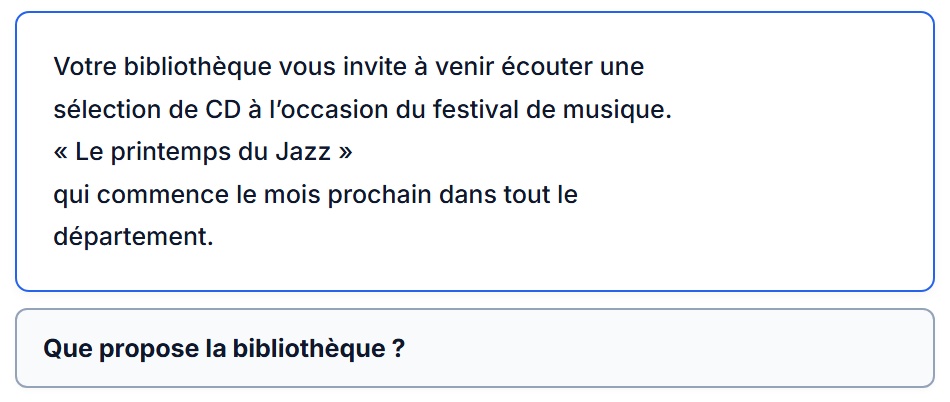 Votre bibliothèque vous invite à venir écouter une
sélection de CD à l’occasion du festival de musique.
« Le printemps du Jazz »
qui commence le mois prochain dans tout le
département.
Que propose la bibliothèque ?